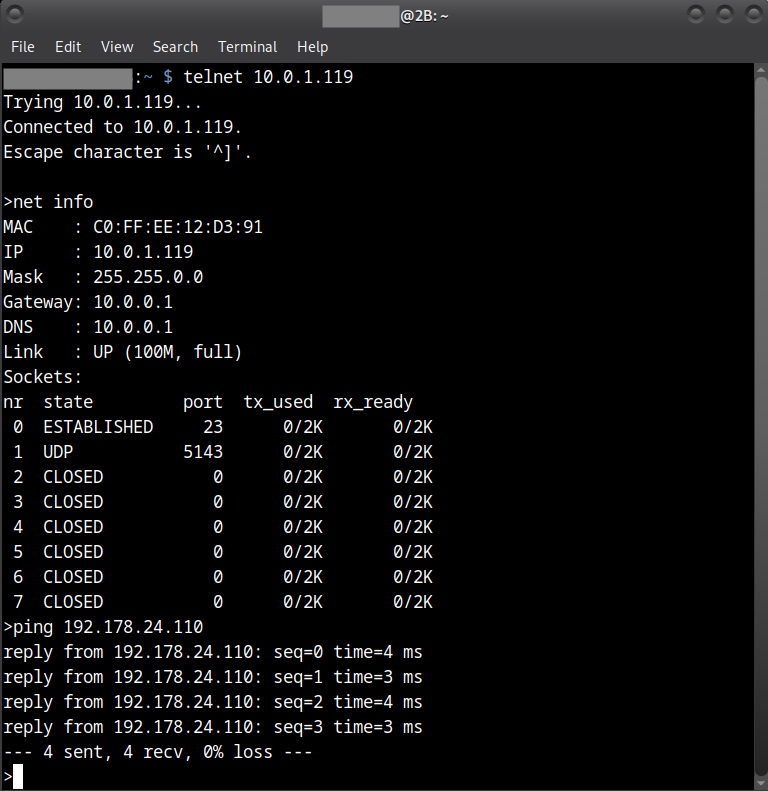 @2B: ~
File Edit View Search Terminal Help
:~ $ telnet 10.0.1.119
Trying 10.0.1.119...
Connected to 10.0.1.119.
Escape character is '^]'.
>net info
MAC    : C0:FF:EE:12:D3:91
IP     : 10.0.1.119
Mask   : 255.255.0.0
Gateway: 10.0.0.1
DNS    : 10.0.0.1
Link   : UP (100M, full)
Sockets:
nr  state         port  tx_used  rx_ready
 0  ESTABLISHED     23      0/2K       0/2K
 1  UDP           5143      0/2K       0/2K
 2  CLOSED           0      0/2K       0/2K
 3  CLOSED           0      0/2K       0/2K
 4  CLOSED           0      0/2K       0/2K
 5  CLOSED           0      0/2K       0/2K
 6  CLOSED           0      0/2K       0/2K
 7  CLOSED           0      0/2K       0/2K
>ping 192.178.24.110
reply from 192.178.24.110: seq=0 time=4 ms
reply from 192.178.24.110: seq=1 time=3 ms
reply from 192.178.24.110: seq=2 time=4 ms
reply from 192.178.24.110: seq=3 time=3 ms
--- 4 sent, 4 recv, 0% loss ---
>